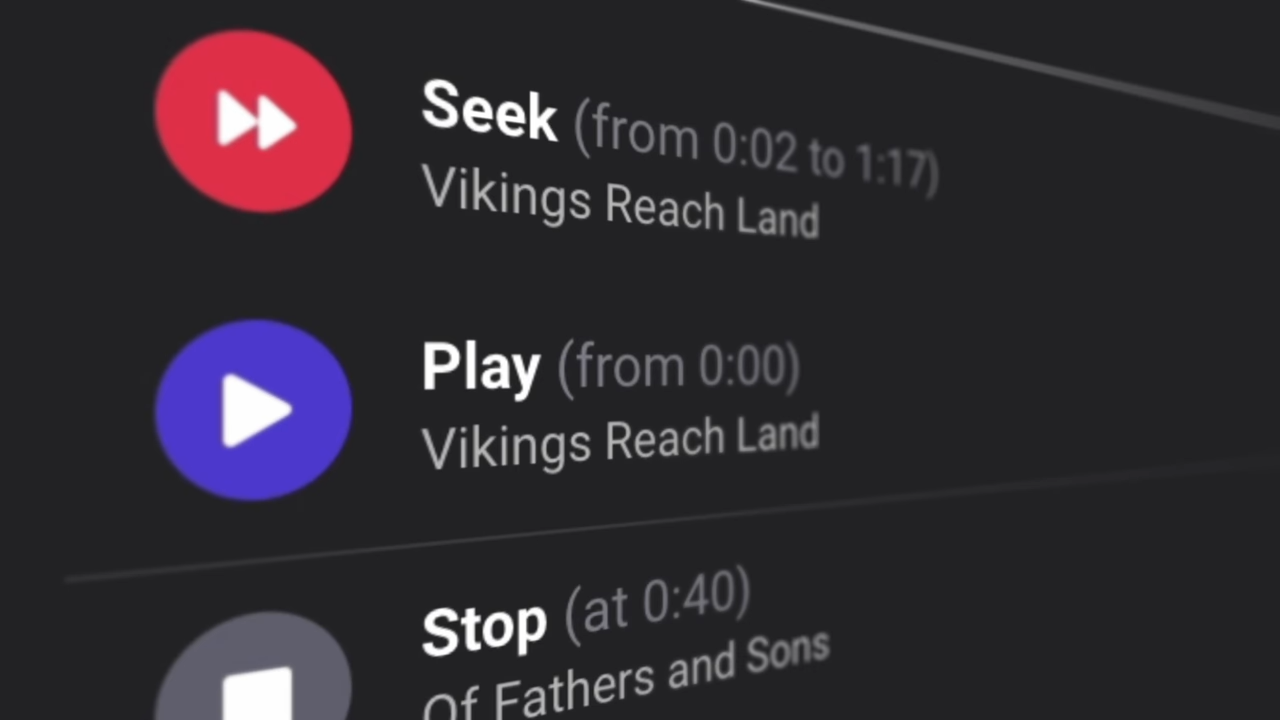 Seek (from 0:02 to 1:17)
Vikings Reach Land
Play (from 0:00)
Vikings Reach Land
Stop (at 0:40)
Of Fathers and Sons